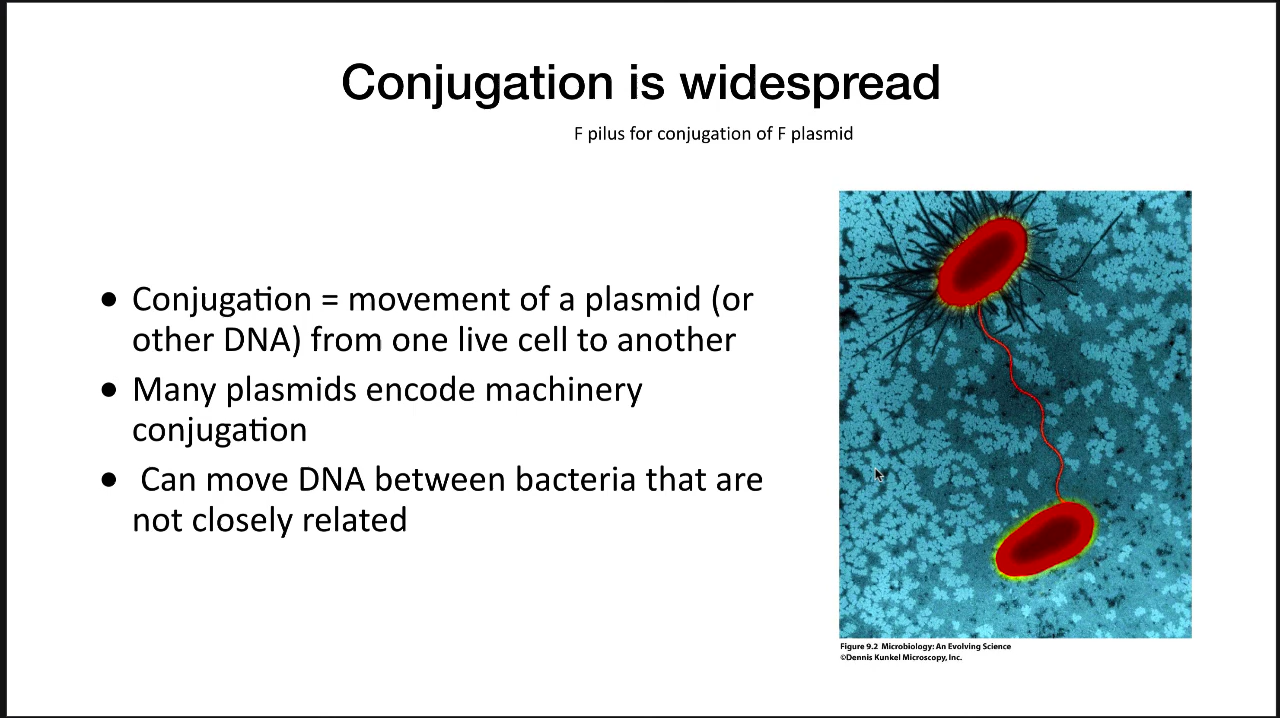 Conjugation is widespread
F pilus for conjugation of F plasmid
● Conjugation = movement of a plasmid (or
other DNA) from one live cell to another
● Many plasmids encode machinery
conjugation
● Can move DNA between bacteria that are
not closely related
Figure 9.2 Microbiology: An Evolving Science
©Dennis Kunkel Microscopy, Inc.